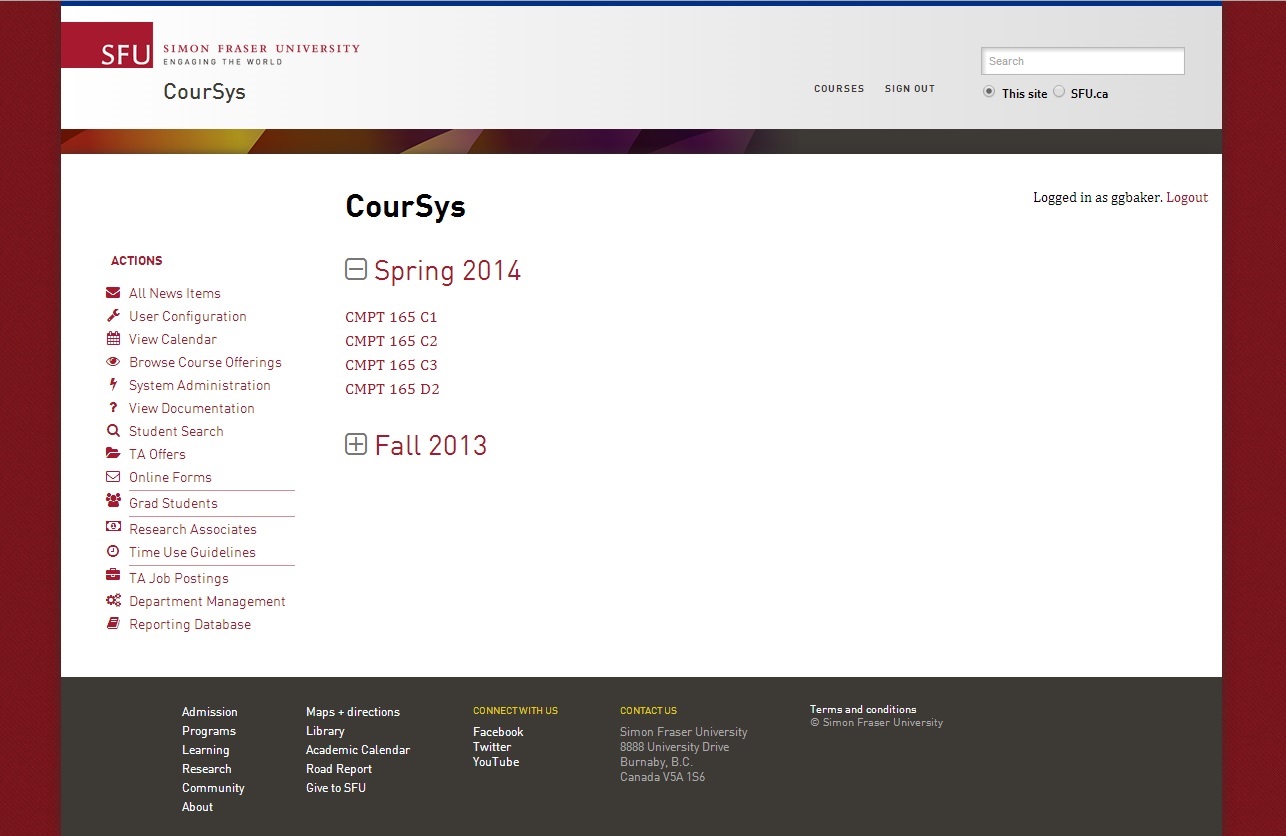 SFU
SIMON FRASER UNIVERSITY
ENGAGING THE WORLD
CourSys
COURSES SIGN OUT
Search
This site SFU.ca
CourSys
Logged in as ggbaker. Logout
ACTIONS
All News Items
User Configuration
View Calendar
Browse Course Offerings
System Administration
View Documentation
Student Search
TA Offers
Online Forms
Grad Students
Research Associates
Time Use Guidelines
TA Job Postings
Department Management
Reporting Database
Spring 2014
CMPT 165 C1
CMPT 165 C2
CMPT 165 C3
CMPT 165 D2
Fall 2013
Admission
Programs
Learning
Research
Community
About
Maps + directions
Library
Academic Calendar
Road Report
Give to SFU
CONNECT WITH US
Facebook
Twitter
YouTube
CONTACT US
Simon Fraser University
8888 University Drive
Burnaby, B.C.
Canada V5A 1S6
Terms and conditions
© Simon Fraser University